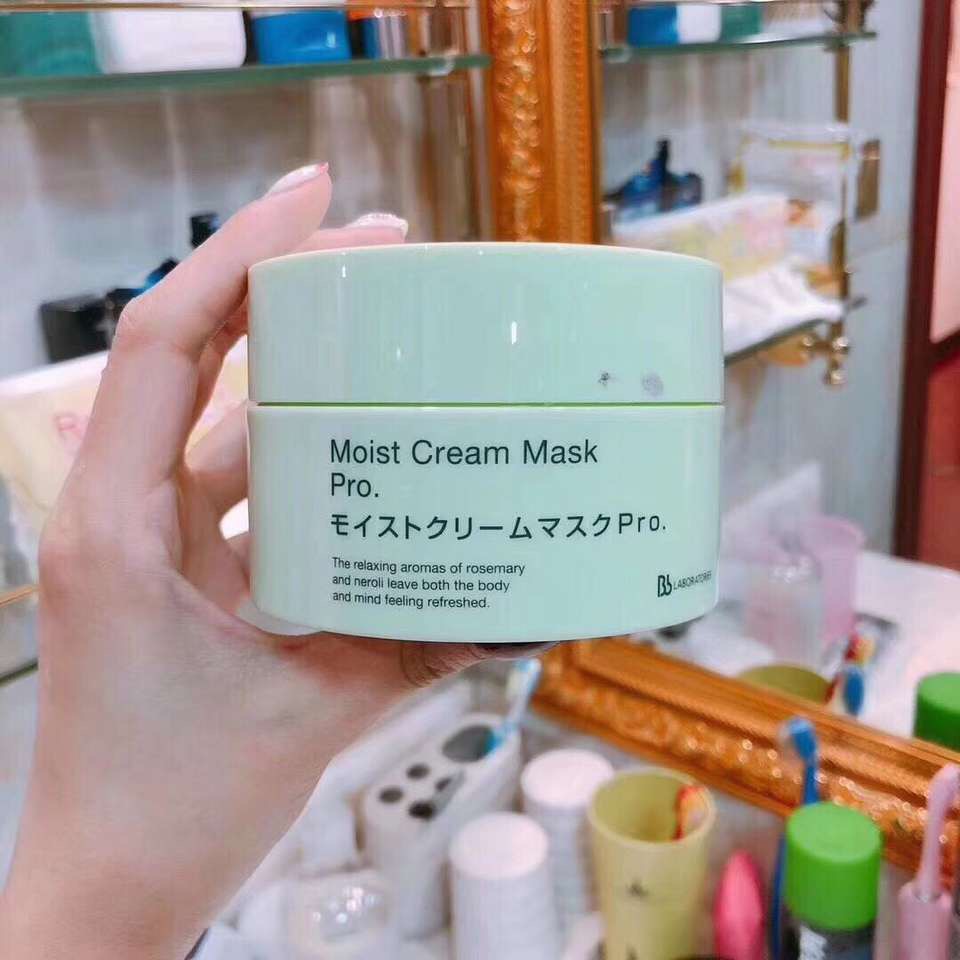 Moist Cream Mask
Pro.
モイストクリームマスクPro.
The relaxing aromas of rosemary
and neroli leave both the body
and mind feeling refreshed.
Bb LABORATORIES